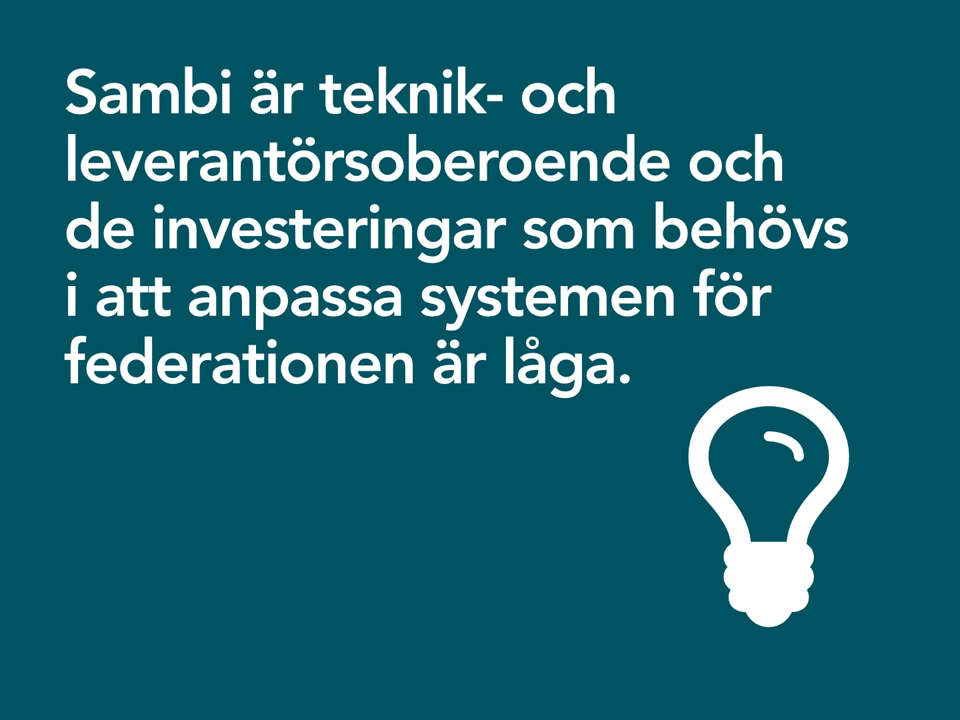 Sambi är teknik- och
leverantörsoberoende och
de investeringar som behövs
i att anpassa systemen för
federationen är låga.